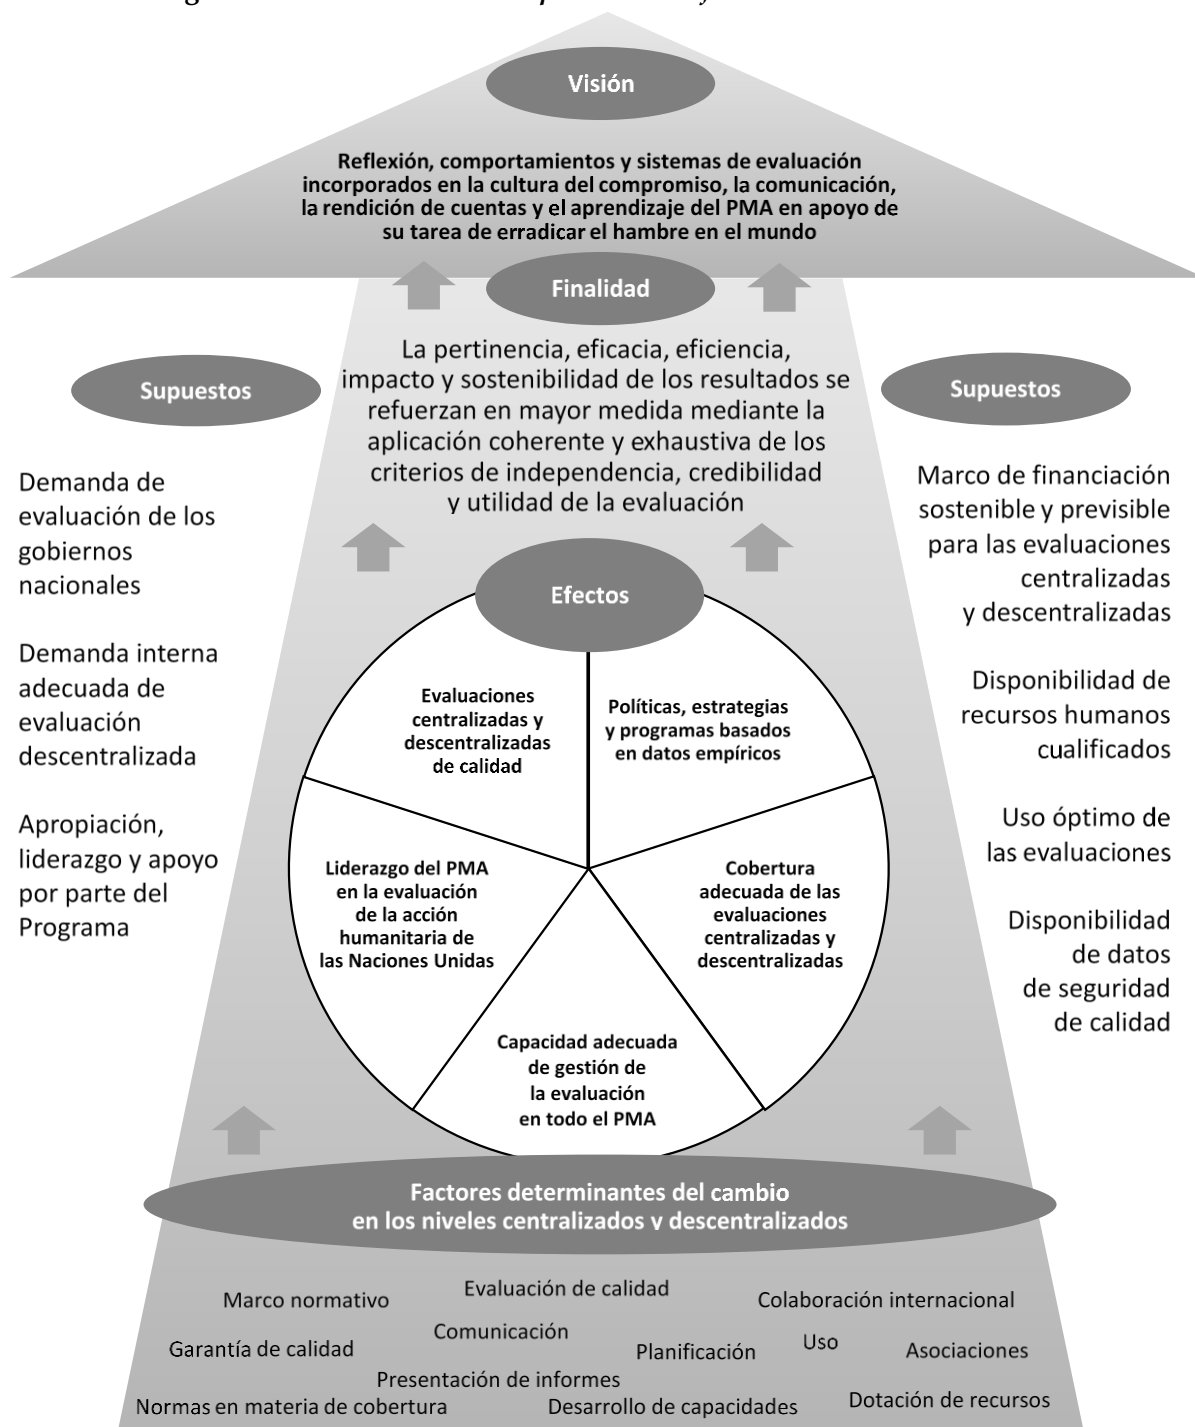 Visión
Reflexión, comportamientos y sistemas de evaluación
incorporados en la cultura del compromiso, la comunicación,
la rendición de cuentas y el aprendizaje del PMA en apoyo de
su tarea de erradicar el hambre en el mundo
Finalidad
La pertinencia, eficacia, eficiencia,
impacto y sostenibilidad de los resultados se
refuerzan en mayor medida mediante la
aplicación coherente y exhaustiva de los
criterios de independencia, credibilidad
y utilidad de la evaluación
Supuestos
Demanda de
evaluación de los
gobiernos
nacionales
Demanda interna
adecuada de
evaluación
descentralizada
Apropiación,
liderazgo y apoyo
por parte del
Programa
Supuestos
Marco de financiación
sostenible y previsible
para las evaluaciones
centralizadas
y descentralizadas
Disponibilidad de
recursos humanos
cualificados
Uso óptimo de
las evaluaciones
Disponibilidad
de datos
de seguridad
de calidad
Efectos
Evaluaciones
centralizadas y
descentralizadas
de calidad
Políticas, estrategias
y programas basados
en datos empíricos
Liderazgo del PMA
en la evaluación
de la acción
humanitaria de
las Naciones Unidas
Cobertura
adecuada de las
evaluaciones
centralizadas y
descentralizadas
Capacidad adecuada
de gestión de
la evaluación
en todo el PMA
Factores determinantes del cambio
en los niveles centralizados y descentralizados
Evaluación de calidad
Marco normativo
Colaboración internacional
Comunicación
Garantía de calidad
Planificación
Uso
Asociaciones
Presentación de informes
Normas en materia de cobertura
Desarrollo de capacidades
Dotación de recursos